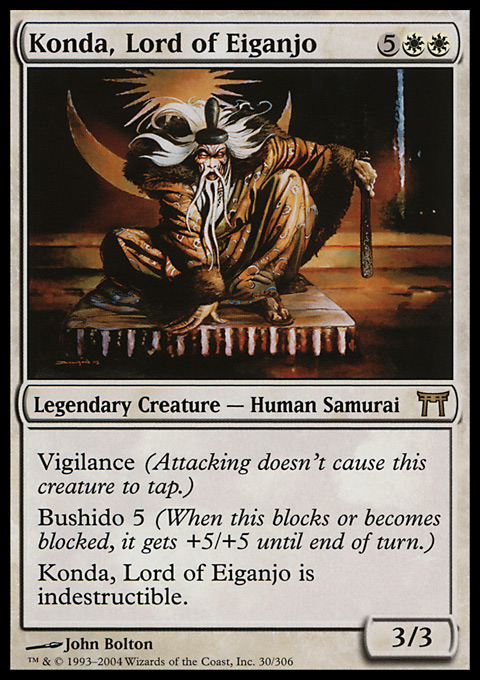 Konda, Lord of Eiganjo 5
Legendary Creature — Human Samurai
Vigilance (Attacking doesn't cause this
creature to tap.)
Bushido 5 (When this blocks or becomes
blocked, it gets +5/+5 until end of turn.)
Konda, Lord of Eiganjo is
indestructible.
John Bolton
3/3
™ & © 1993–2004 Wizards of the Coast, Inc. 30/306